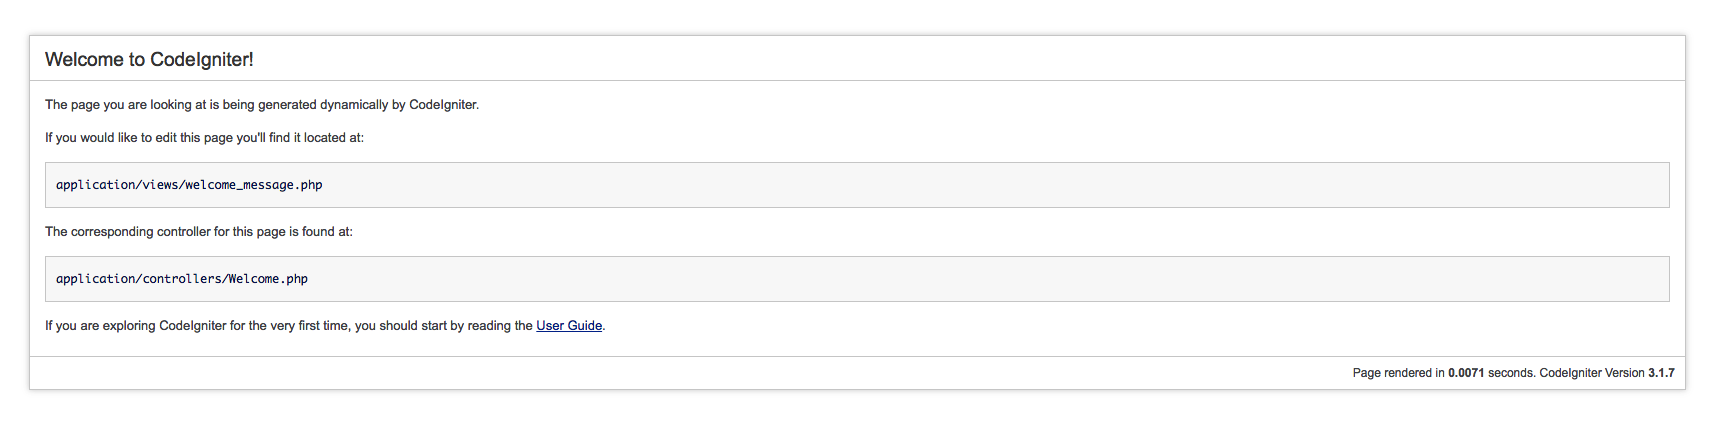 Welcome to CodeIgniter!
The page you are looking at is being generated dynamically by CodeIgniter.
If you would like to edit this page you'll find it located at:
application/views/welcome_message.php
The corresponding controller for this page is found at:
application/controllers/Welcome.php
If you are exploring CodeIgniter for the very first time, you should start by reading the User Guide.
Page rendered in 0.0071 seconds. CodeIgniter Version 3.1.7